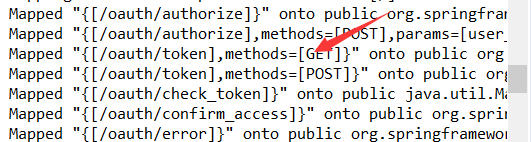 Mapped "{[/oauth/authorize]}" onto public org.springfram
Mapped "{[/oauth/authorize],methods=[POST],params=[user_
Mapped "{[/oauth/token],methods=[GET]}" onto public org.
Mapped "{[/oauth/token],methods=[POST]}" onto public org
Mapped "{[/oauth/check_token]}" onto public java.util.Ma
Mapped "{[/oauth/confirm_access]}" onto public org.sprin
Mapped "{[/oauth/error]}" onto public org.springframewor